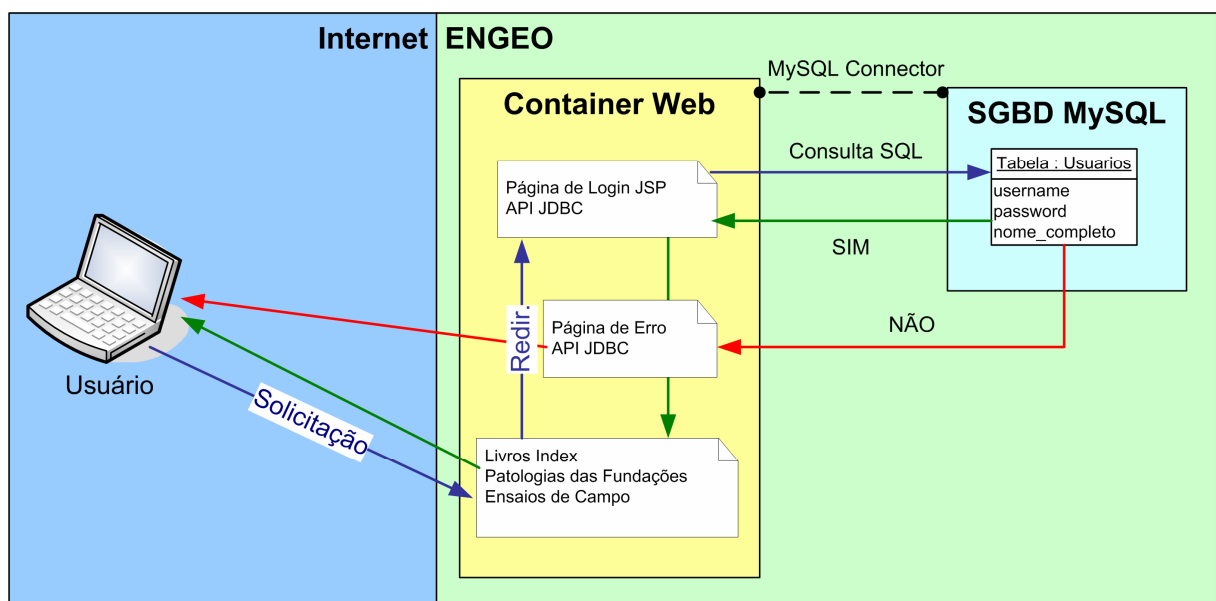 Internet
ENGEO
MySQL Connector
Container Web
SGBD MySQL
Consulta SQL
Tabela : Usuarios
username
password
nome_completo
Página de Login JSP
API JDBC
SIM
NÃO
Página de Erro
API JDBC
Redir.
Usuário
Solicitação
Livros Index
Patologias das Fundações
Ensaios de Campo